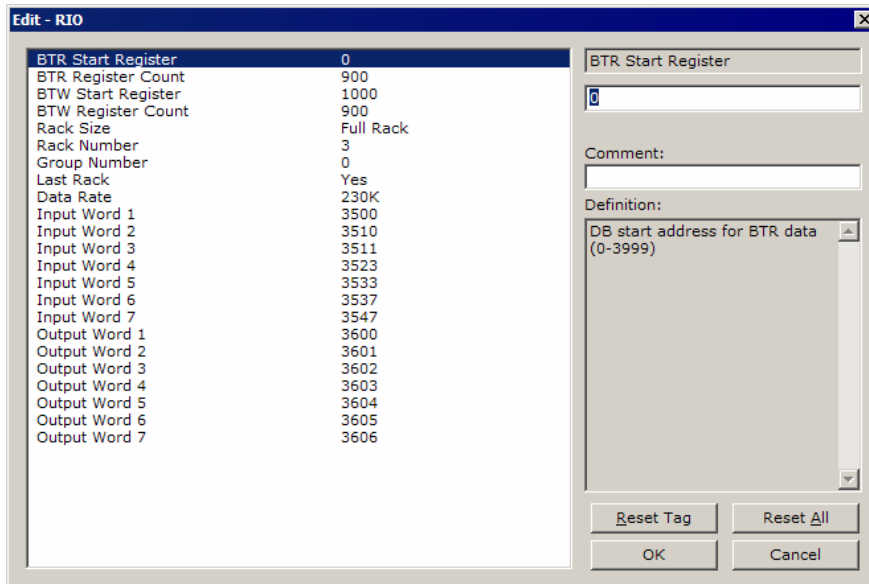 Edit - RIO
BTR Start Register 0
BTR Register Count 900
BTW Start Register 1000
BTW Register Count 900
Rack Size Full Rack
Rack Number 3
Group Number 0
Last Rack Yes
Data Rate 230K
Input Word 1 3500
Input Word 2 3510
Input Word 3 3511
Input Word 4 3523
Input Word 5 3533
Input Word 6 3537
Input Word 7 3547
Output Word 1 3600
Output Word 2 3601
Output Word 3 3602
Output Word 4 3603
Output Word 5 3604
Output Word 6 3605
Output Word 7 3606
BTR Start Register
0
Comment:
Definition:
DB start address for BTR data
(0-3999)
Reset Tag Reset All
OK Cancel